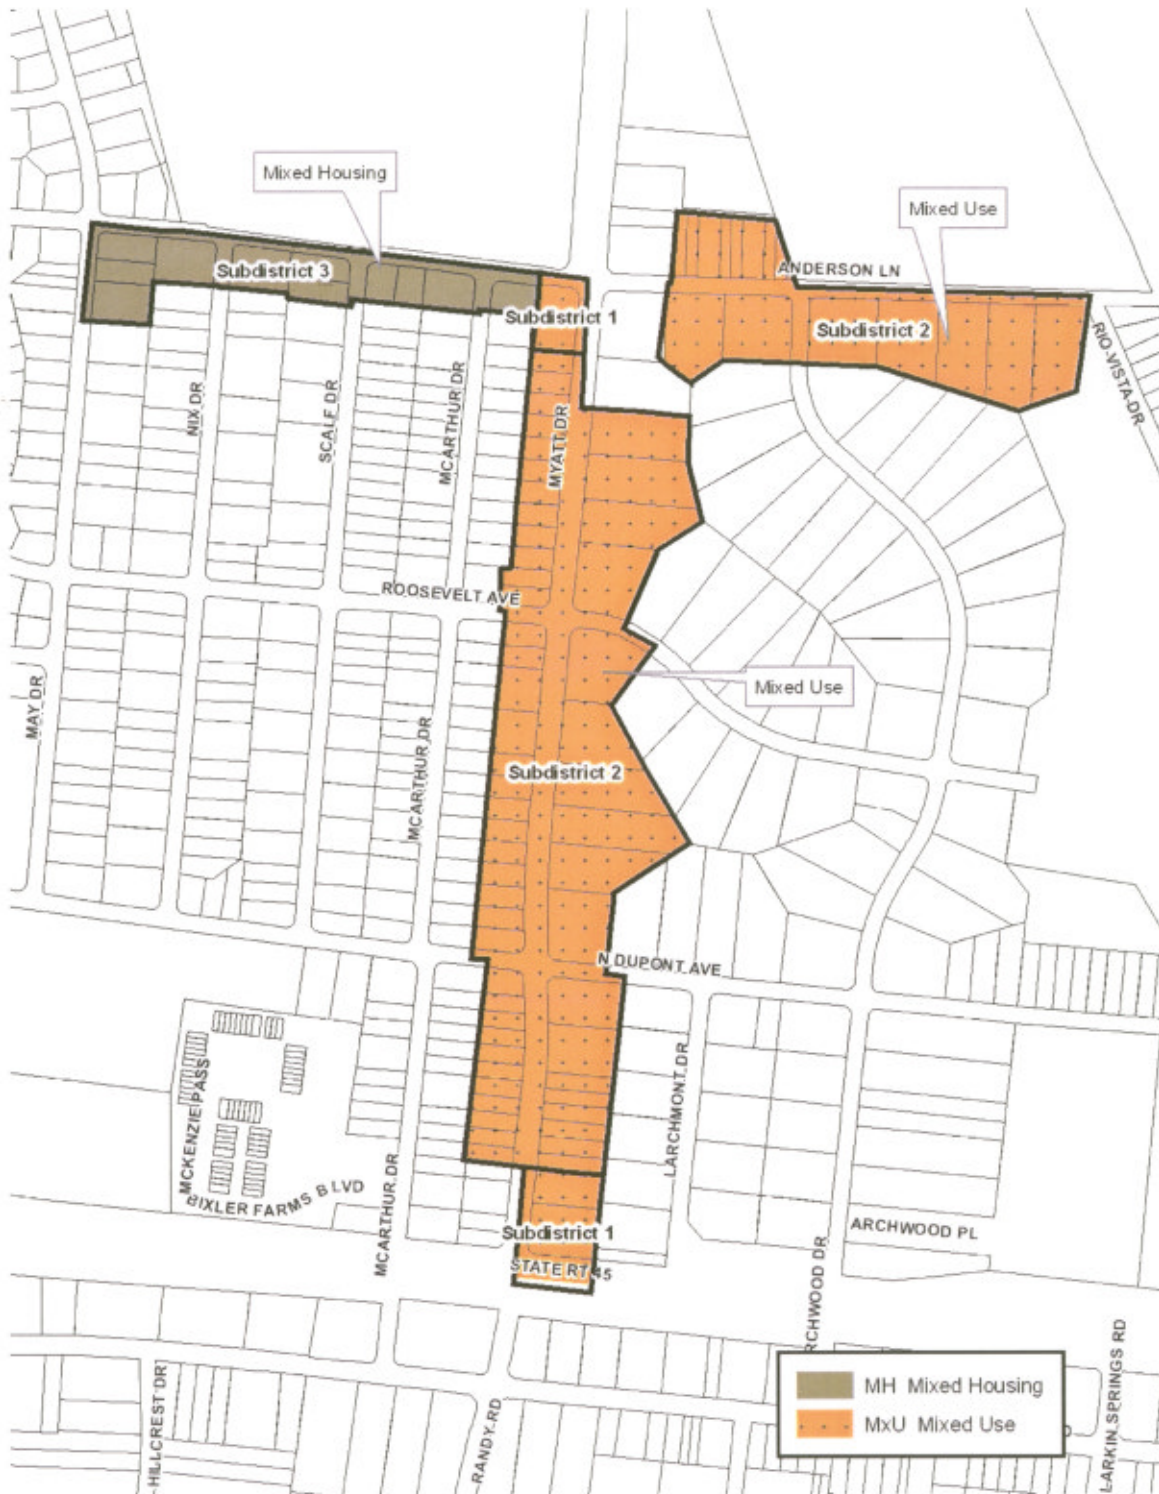 Mixed Housing
Mixed Use
Subdistrict 3
ANDERSON LN
Subdistrict 1
Subdistrict 2
RIO VISTA DR
NIX DR
SCALF DR
MCARTHUR DR
MYATT DR
ROOSEVELT AVE
Mixed Use
MAY DR
MCARTHUR DR
Subdistrict 2
N DUPONT AVE
MCKENZIE PASS
LARCHMONT DR
BIXLER FARMS BLVD
MCARTHUR DR
Subdistrict 1
ARCHWOOD PL
STATE RT 45
RCHWOOD DR
HILLCREST DR
RANDY RD
LARKIN SPRINGS RD
MH Mixed Housing
MxU Mixed Use